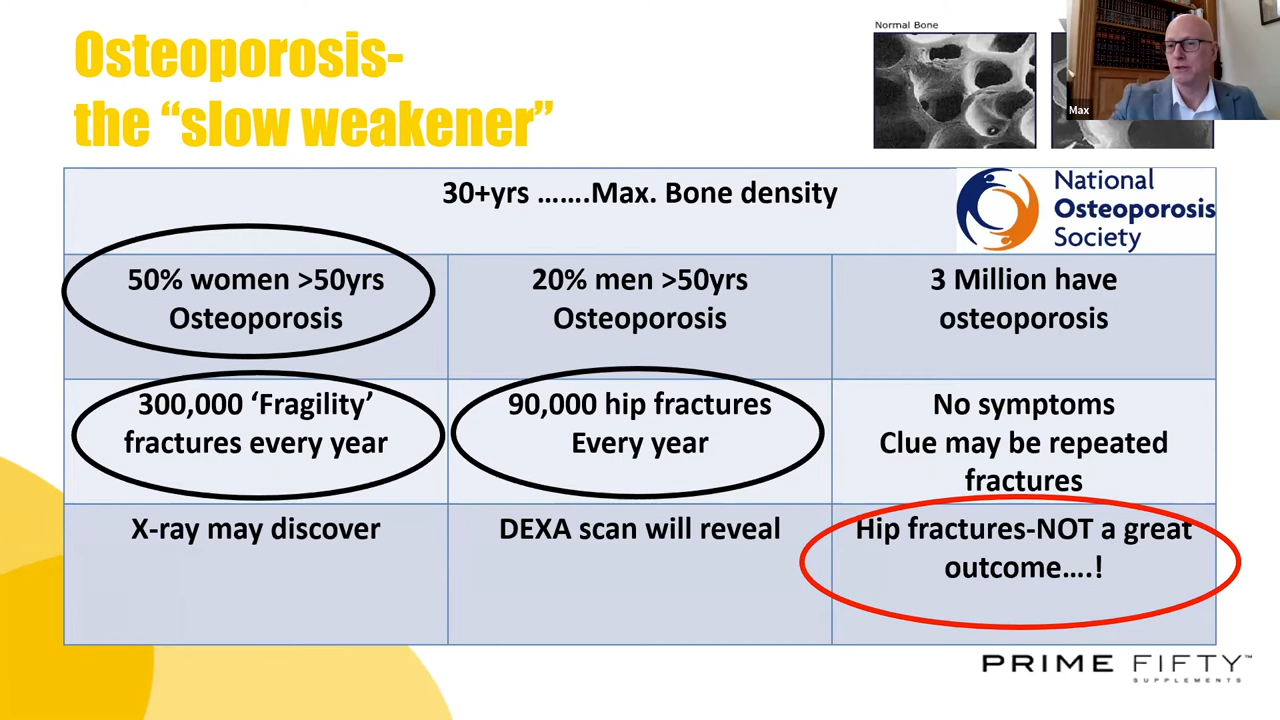 Osteoporosis-
the “slow weakener”
Normal Bone
Max
30+yrs …….Max. Bone density
National
Osteoporosis
Society
50% women >50yrs
Osteoporosis
20% men >50yrs
Osteoporosis
3 Million have
osteoporosis
300,000 ‘Fragility’
fractures every year
90,000 hip fractures
Every year
No symptoms
Clue may be repeated
fractures
X-ray may discover
DEXA scan will reveal
Hip fractures-NOT a great
outcome….!
PRIME FIFTY™
SUPPLEMENTS